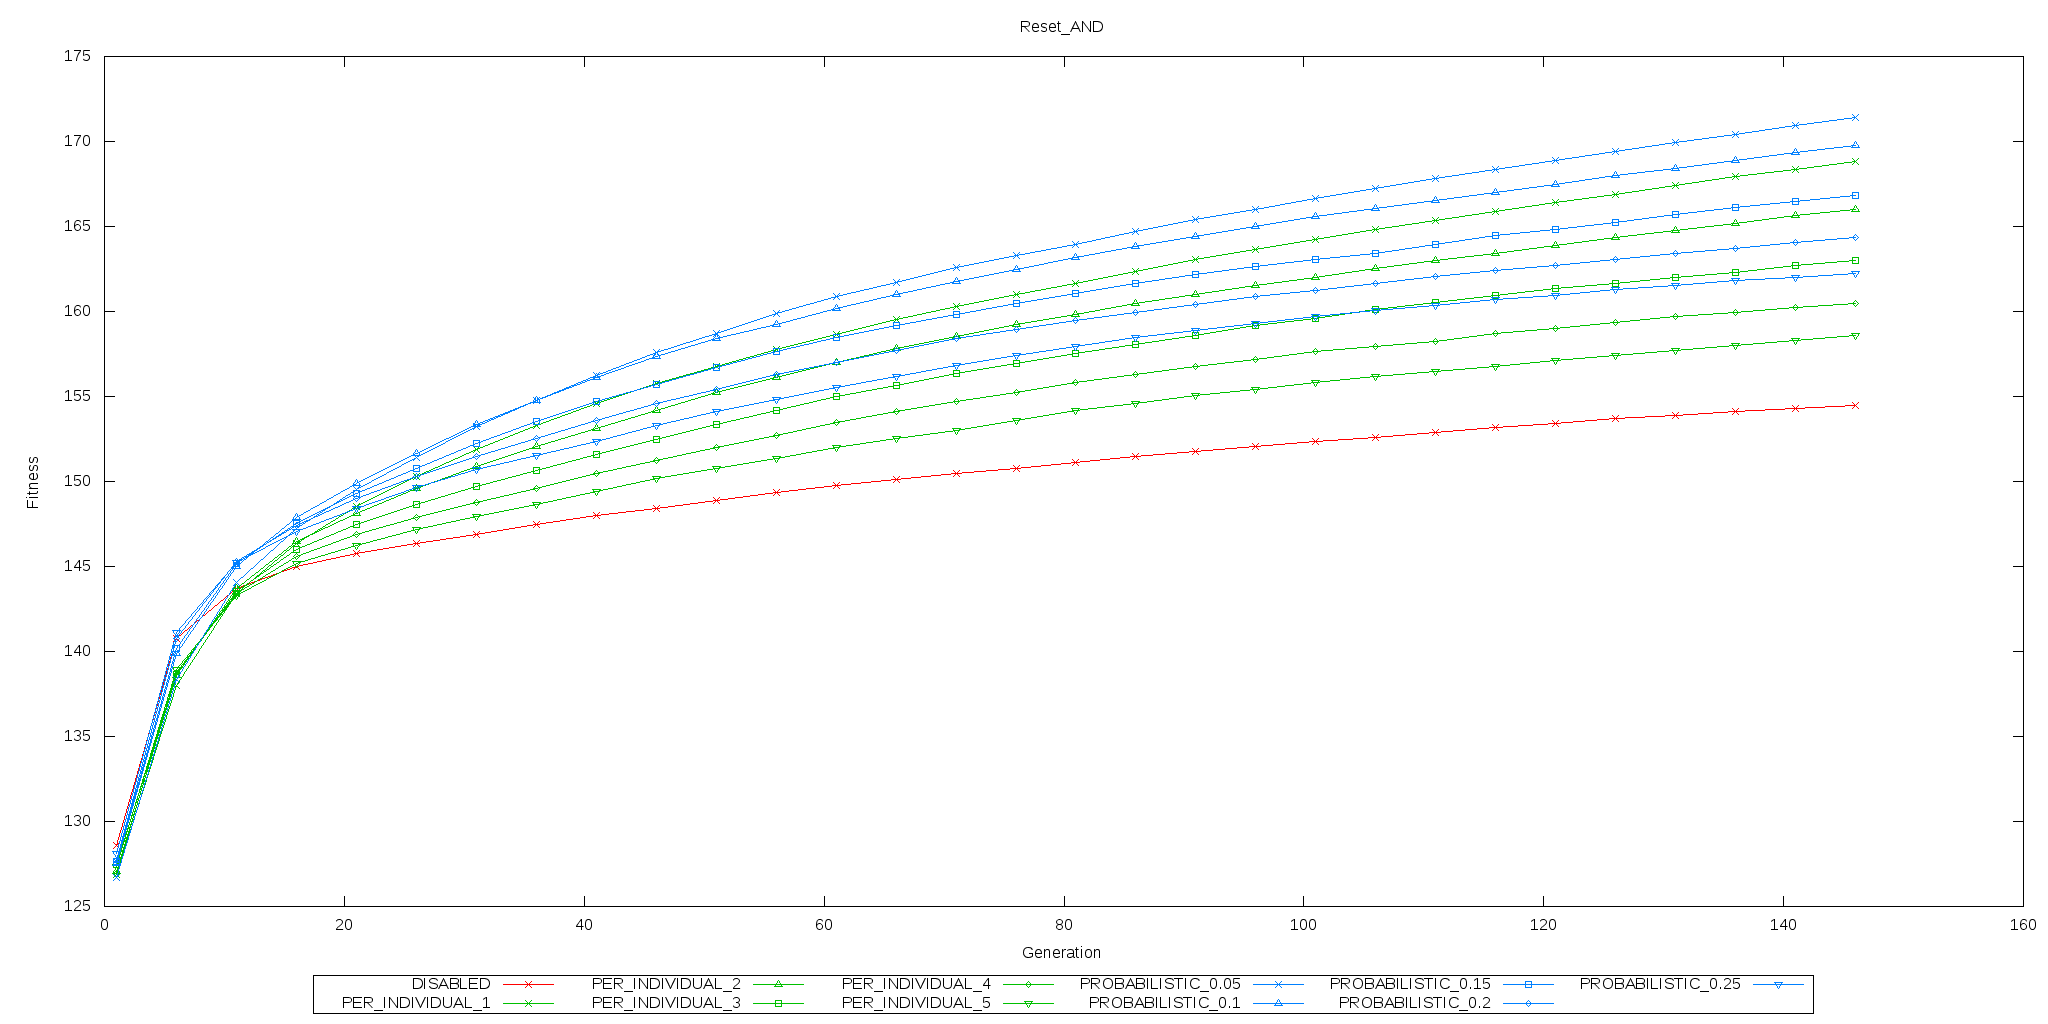 Reset_AND
175
170
165
160
155
150
145
140
135
130
125
Fitness
0 20 40 60 80 100 120 140 160
Generation
DISABLED PER_INDIVIDUAL_2 PER_INDIVIDUAL_4 PROBABILISTIC_0.05 PROBABILISTIC_0.15 PROBABILISTIC_0.25
PER_INDIVIDUAL_1 PER_INDIVIDUAL_3 PER_INDIVIDUAL_5 PROBABILISTIC_0.1 PROBABILISTIC_0.2